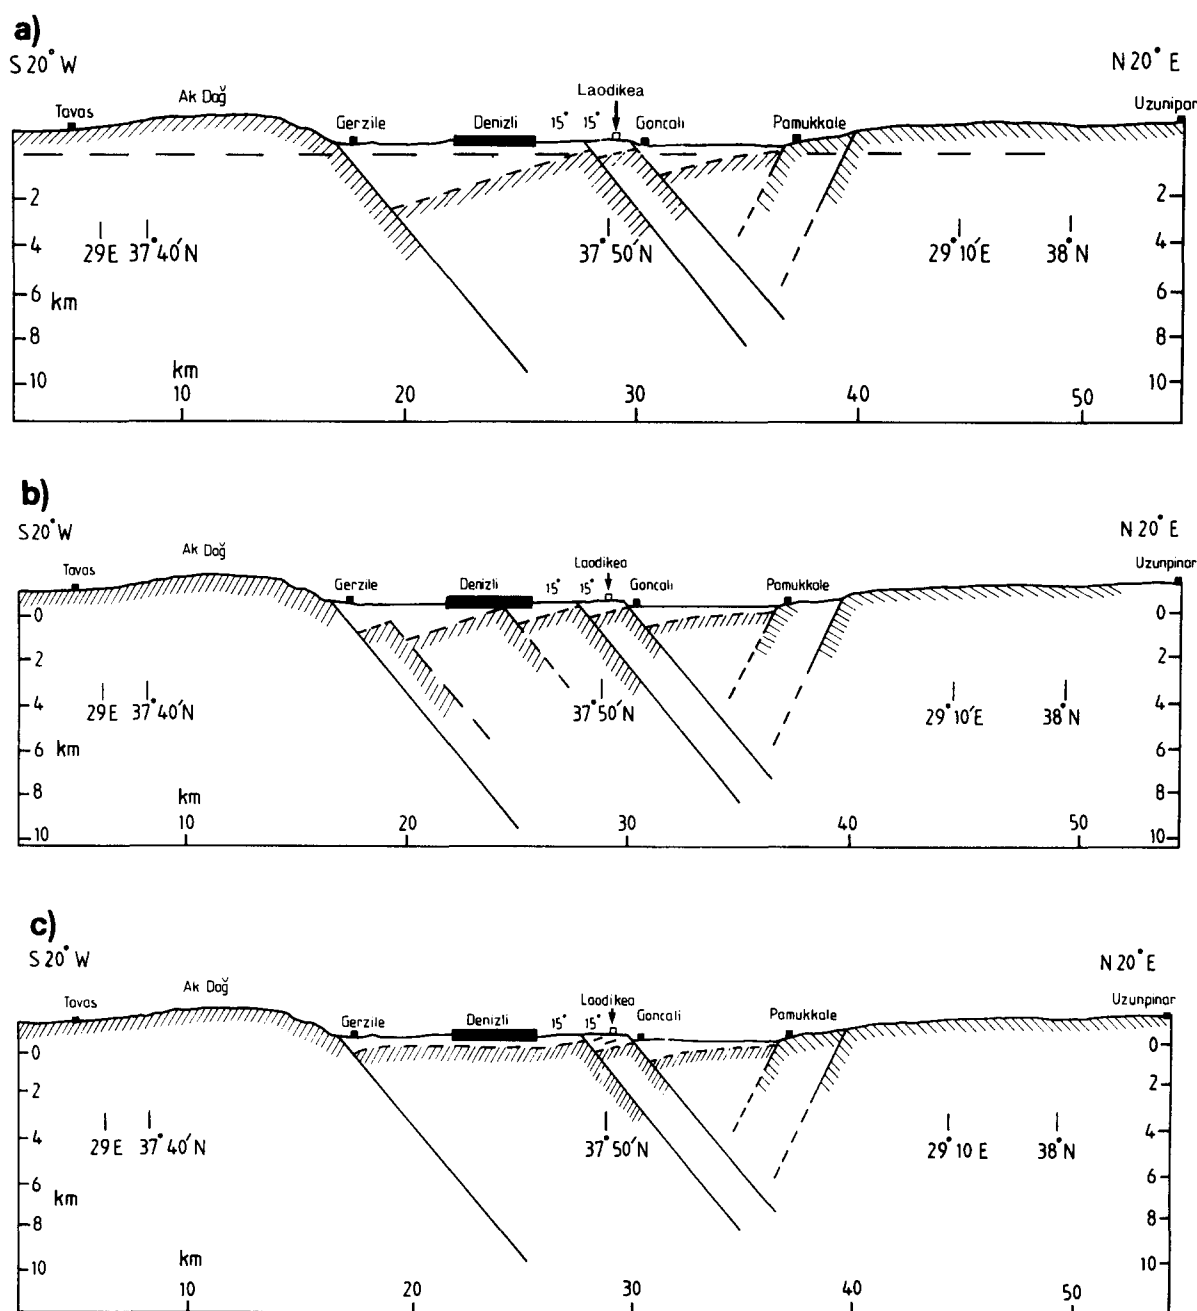 a)
S 20° W N 20° E
Tavas Ak Dağ Gerzile Denizli 15° 15° Laodikea Goncali Pamukkale Uzunipar
2 2
4 29E 37°40'N 37°50'N 29°10'E 38°N 4
6 km 6
8 8
10 km 10
10 20 30 40 50
b)
S 20° W N 20° E
Tavas Ak Dağ Gerzile Denizli 15° 15° Laodikea Goncali Pamukkale Uzunpinar
0 0
2 2
4 29E 37°40'N 37°50'N 29°10'E 38°N 4
6 km 6
8 km 8
10 10 20 30 40 50 10
c)
S 20° W N 20° E
Tavas Ak Dağ Gerzile Denizli 15° 15° Laodikea Goncali Pamukkale Uzunpinar
0 0
2 2
4 29E 37°40'N 37°50'N 29°10 E 38°N 4
6 km 6
8 8
10 km 10
10 20 30 40 50